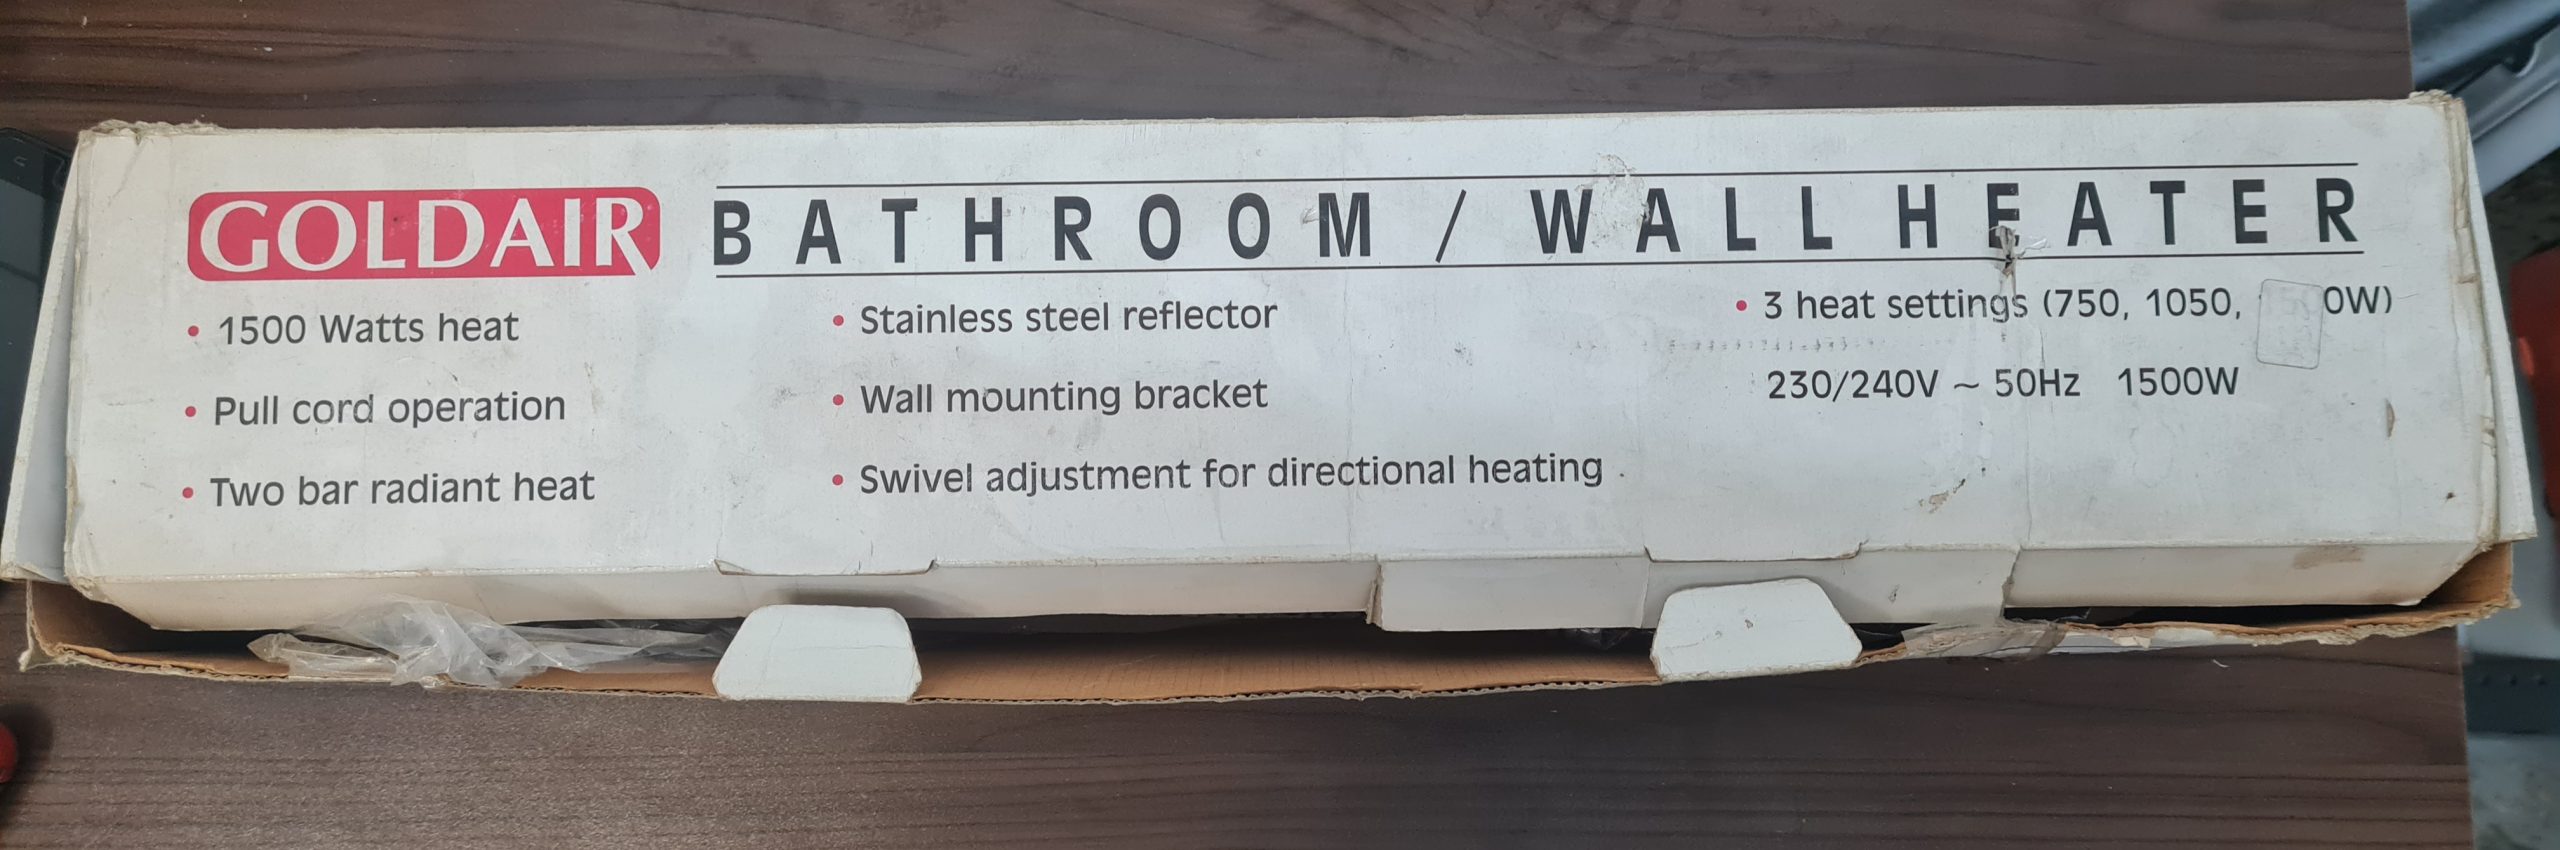 GOLDAIR
BATHROOM / WALL HEATER
• 1500 Watts heat
• Pull cord operation
• Two bar radiant heat
• Stainless steel reflector
• Wall mounting bracket
• Swivel adjustment for directional heating
• 3 heat settings (750, 1050, 1500W)
230/240V ~ 50Hz 1500W